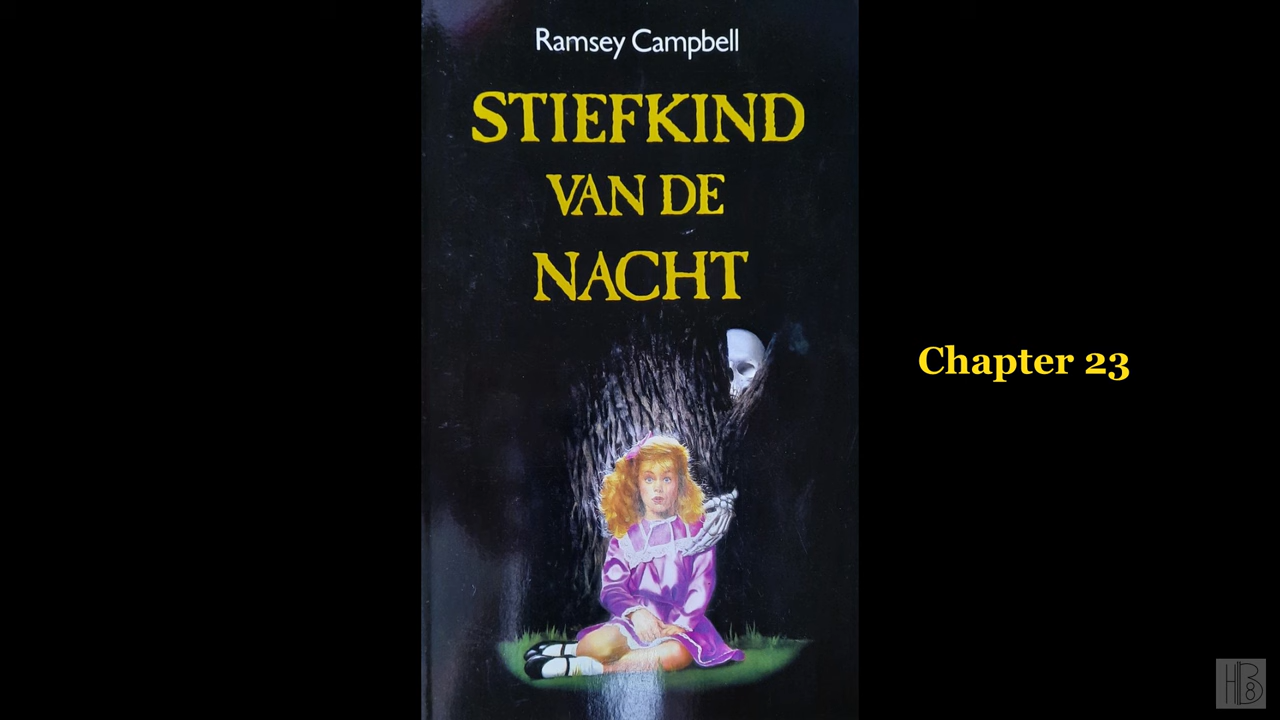 Ramsey Campbell
STIEFKIND
VAN DE
NACHT
Chapter 23